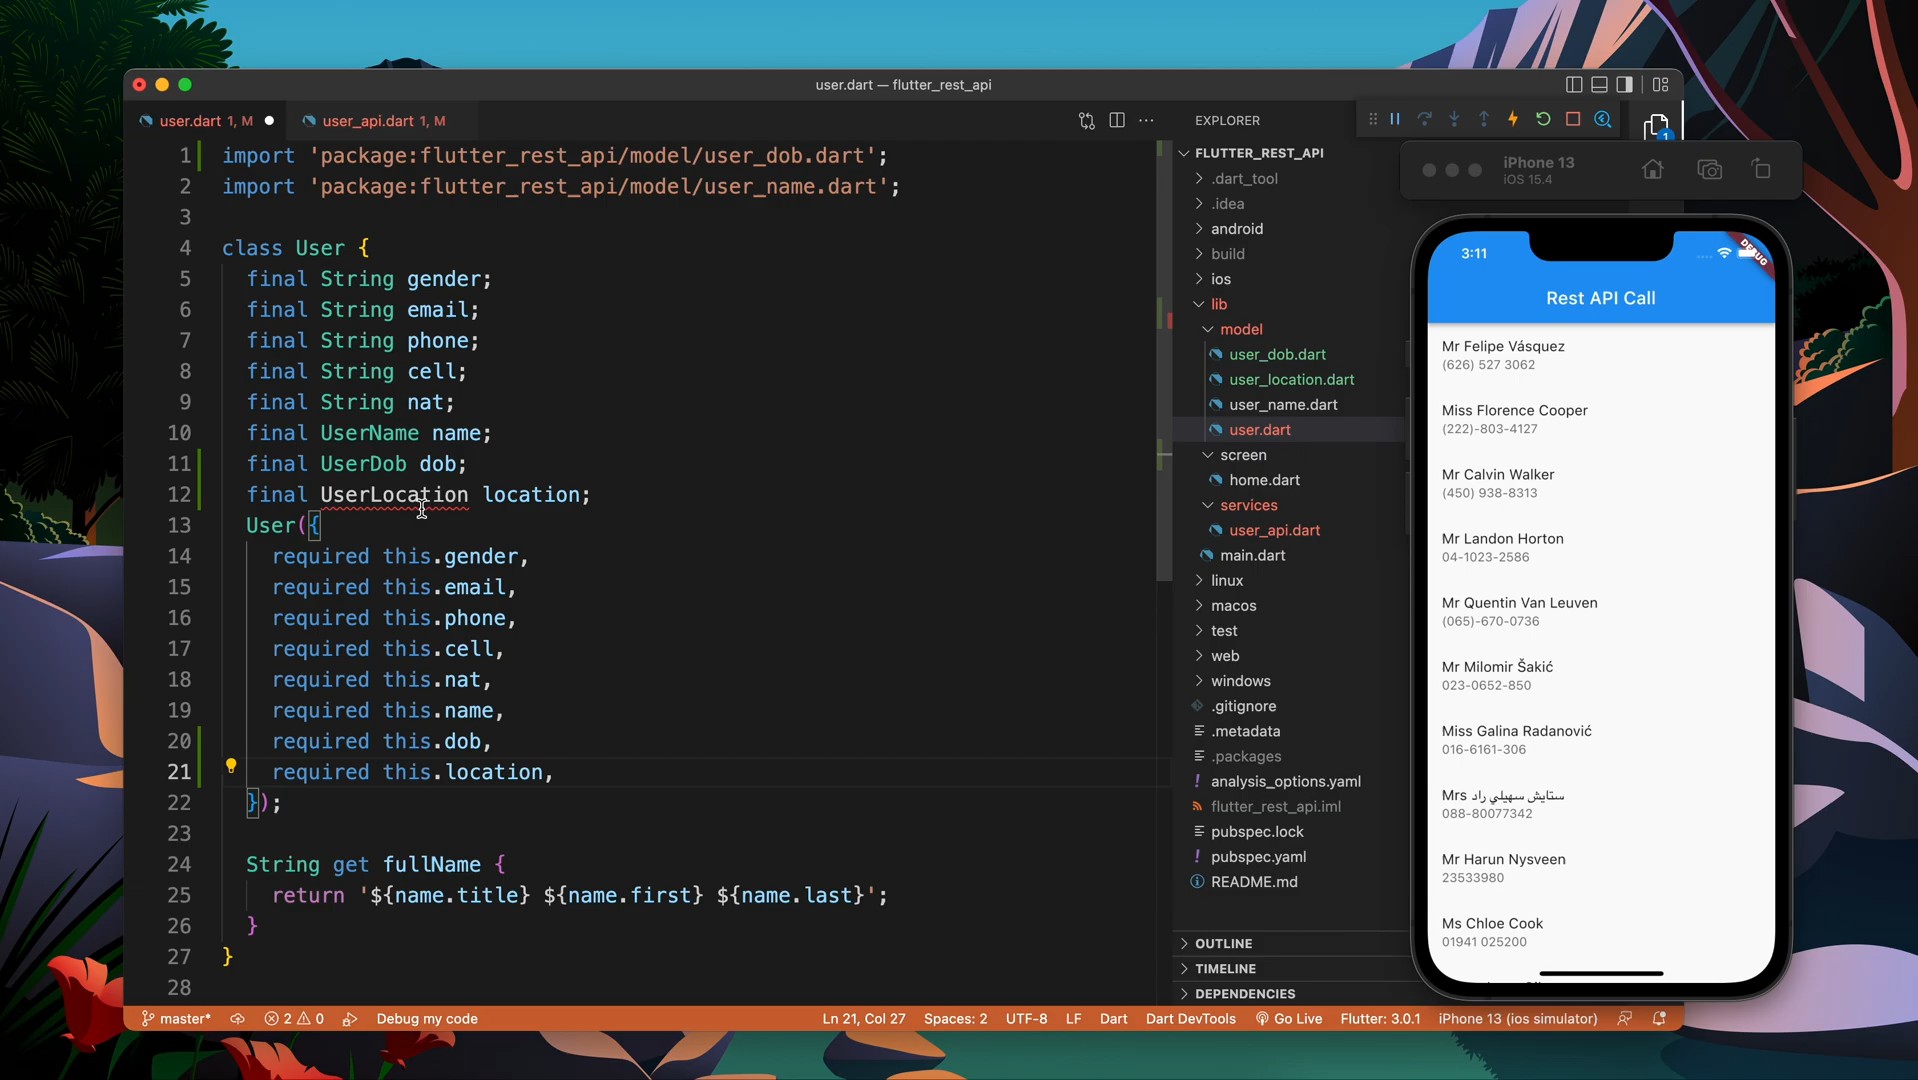 user.dart — flutter_rest_api
user.dart 1, M
user_api.dart 1, M
1 import 'package:flutter_rest_api/model/user_dob.dart';
2 import 'package:flutter_rest_api/model/user_name.dart';
3
4 class User {
5 final String gender;
6 final String email;
7 final String phone;
8 final String cell;
9 final String nat;
10 final UserName name;
11 final UserDob dob;
12 final UserLocation location;
13 User({
14 required this.gender,
15 required this.email,
16 required this.phone,
17 required this.cell,
18 required this.nat,
19 required this.name,
20 required this.dob,
21 required this.location,
22 });
23
24 String get fullName {
25 return '${name.title} ${name.first} ${name.last}';
26 }
27 }
28
EXPLORER
FLUTTER_REST_API
.dart_tool
.idea
android
build
ios
lib
model
user_dob.dart
user_location.dart
user_name.dart
user.dart
screen
home.dart
services
user_api.dart
main.dart
linux
macos
test
web
windows
.gitignore
.metadata
.packages
! analysis_options.yaml
flutter_rest_api.iml
pubspec.lock
! pubspec.yaml
README.md
OUTLINE
TIMELINE
DEPENDENCIES
1
iPhone 13
iOS 15.4
3:11
DEBUG
Rest API Call
Mr Felipe Vásquez
(626) 527 3062
Miss Florence Cooper
(222)-803-4127
Mr Calvin Walker
(450) 938-8313
Mr Landon Horton
04-1023-2586
Mr Quentin Van Leuven
(065)-670-0736
Mr Milomir Šakić
023-0652-850
Miss Galina Radanović
016-6161-306
Mrs ستایش سهيلي راد
088-80077342
Mr Harun Nysveen
23533980
Ms Chloe Cook
01941 025200
master*
2
0
Debug my code
Ln 21, Col 27
Spaces: 2
UTF-8
LF
Dart
Dart DevTools
Go Live
Flutter: 3.0.1
iPhone 13 (ios simulator)